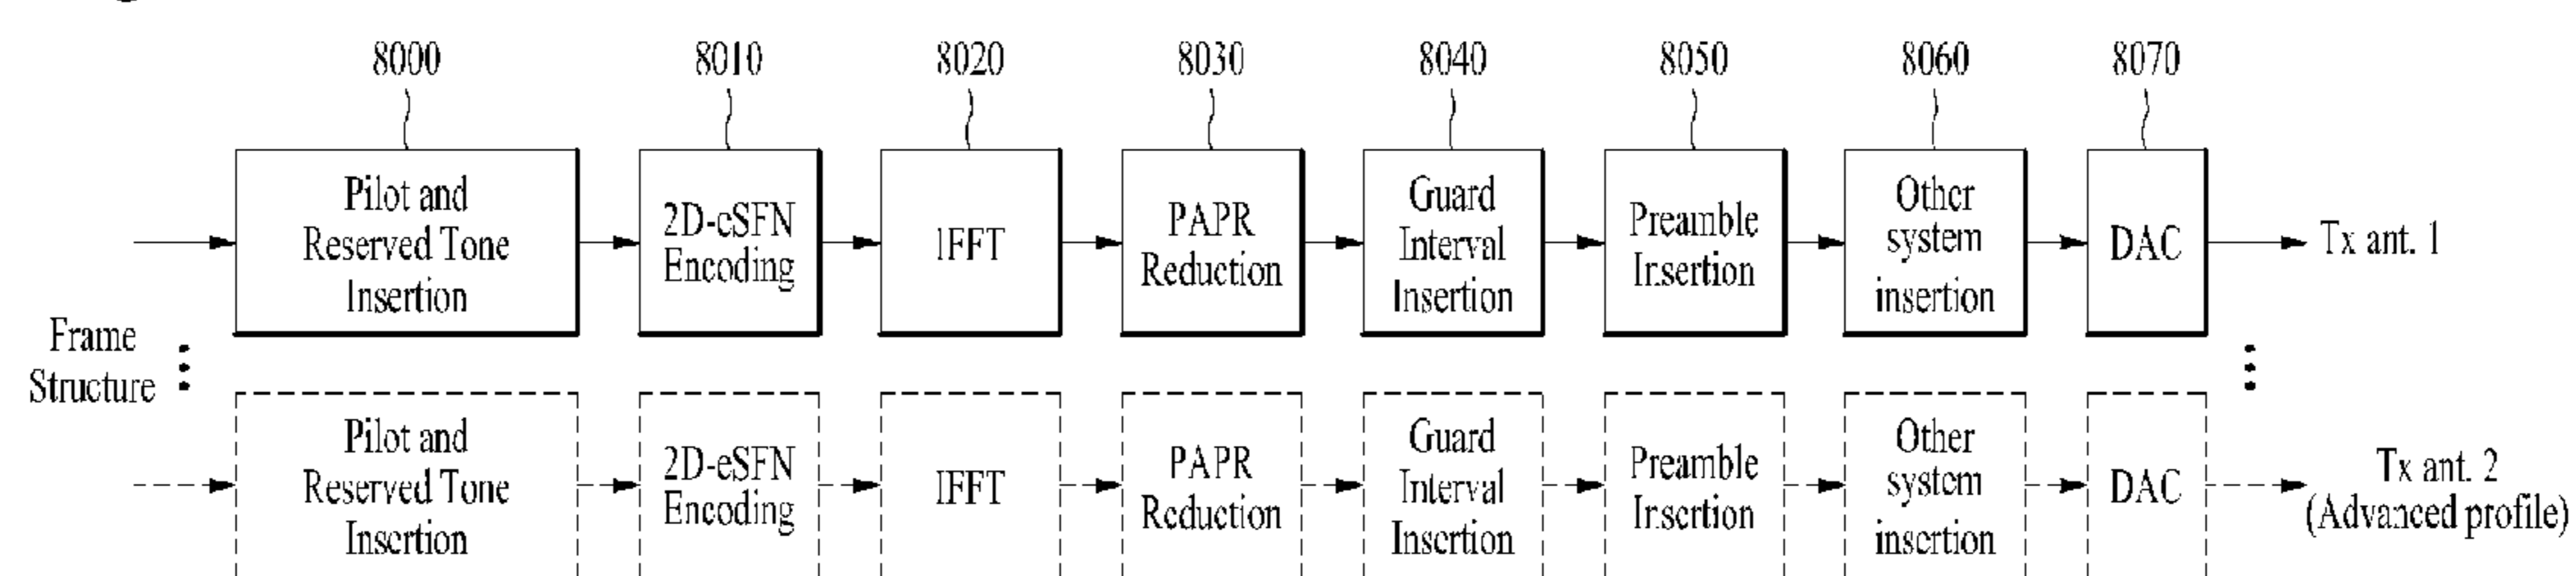 8000
8010
8020
8030
8040
8050
8060
8070
Pilot and
Reserved Tone
Insertion
2D-eSFN
Encoding
IFFT
PAPR
Reduction
Guard
Interval
Insertion
Preamble
Insertion
Other
system
insertion
DAC
Tx ant. 1
Frame
Structure
Pilot and
Reserved Tone
Insertion
2D-eSFN
Encoding
IFFT
PAPR
Reduction
Guard
Interval
Insertion
Preamble
Insertion
Other
system
insertion
DAC
Tx ant. 2
(Advanced profile)